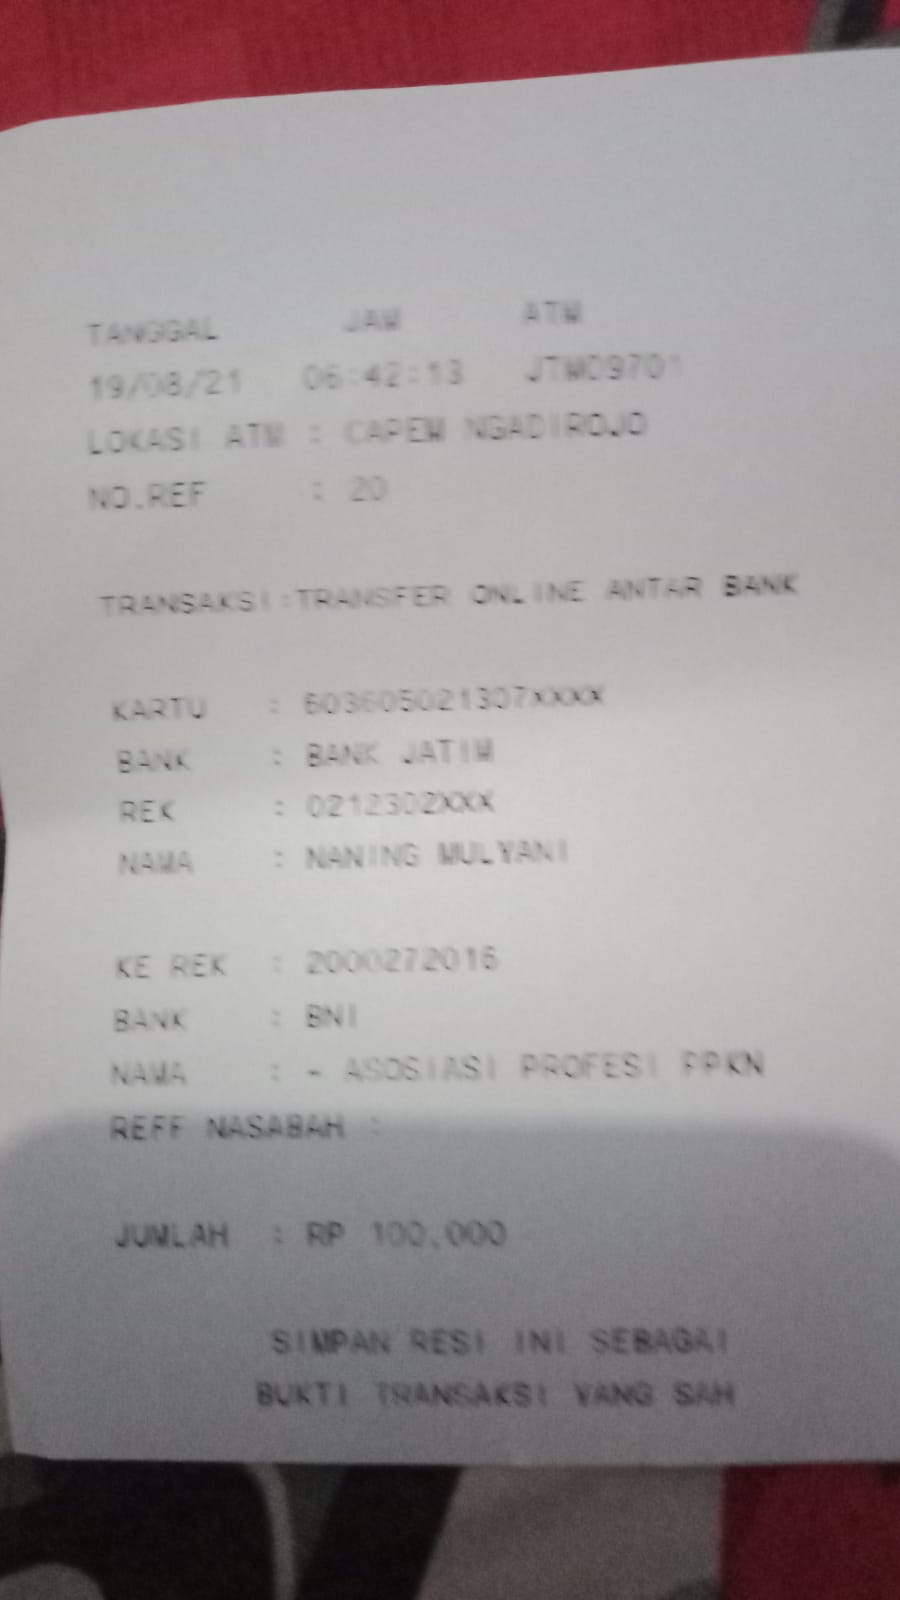 TANGGAL JAM ATM
19/08/21 06:42:13 JTM09701
LOKASI ATM : CAPEM NGADIROJO
NO.REF : 20
TRANSAKSI:TRANSFER ONLINE ANTAR BANK
KARTU : 603605021307XXXX
BANK : BANK JATIM
REK : 0212302XXX
NAMA : NANING MULYANI
KE REK : 2000272016
BANK : BNI
NAMA : - ASOSIASI PROFESI PPKN
REFF NASABAH :
JUMLAH : RP 100,000
SIMPAN RESI INI SEBAGAI
BUKTI TRANSAKSI YANG SAH